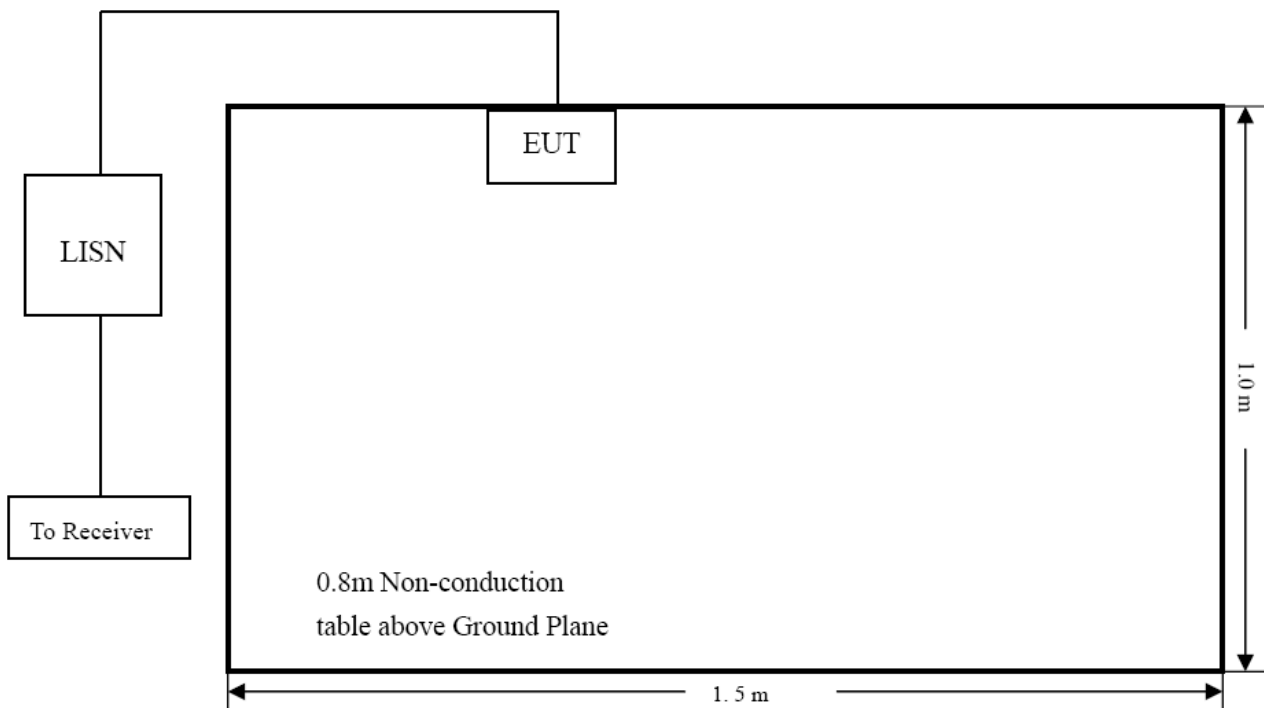 EUT
LISN
1.0 m
To Receiver
0.8m Non-conduction
table above Ground Plane
1. 5 m